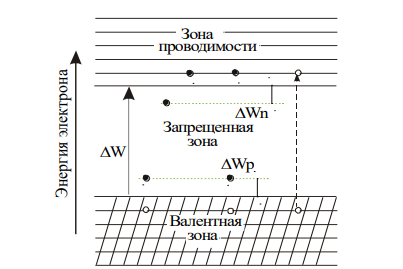 Зона
проводимости
Энергия электрона
ΔWn
Запрещенная
зона
ΔW
ΔWp
Валентная
зона